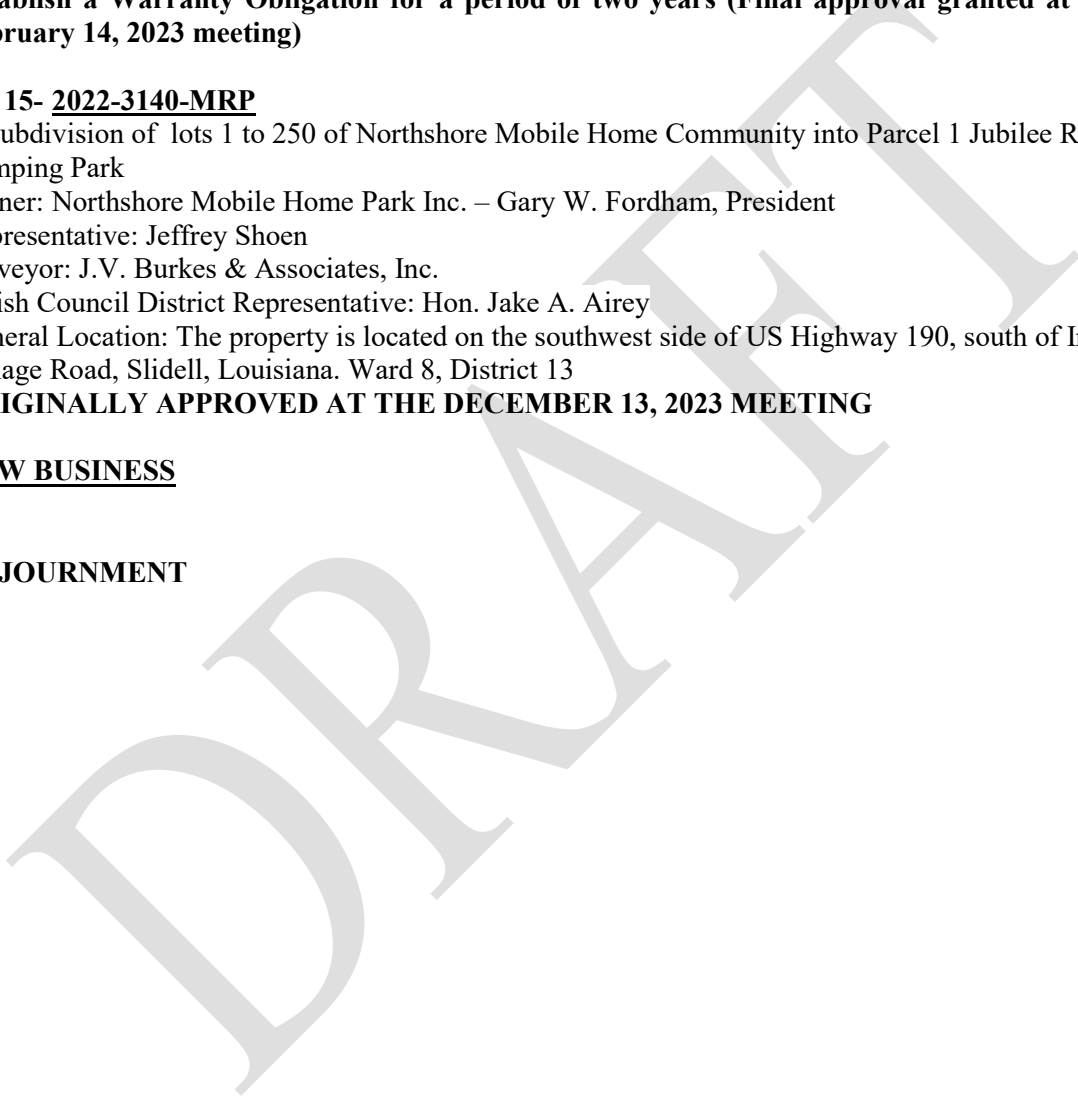 ablish a Warranty Obligation for a period of two years (Final approval granted at
bruary 14, 2023 meeting)
15- 2022-3140-MRP
ubdivision of lots 1 to 250 of Northshore Mobile Home Community into Parcel 1 Jubilee R
mping Park
ner: Northshore Mobile Home Park Inc. – Gary W. Fordham, President
presentative: Jeffrey Shoen
veyor: J.V. Burkes & Associates, Inc.
ish Council District Representative: Hon. Jake A. Airey
neral Location: The property is located on the southwest side of US Highway 190, south of I
lage Road, Slidell, Louisiana. Ward 8, District 13
IGINALLY APPROVED AT THE DECEMBER 13, 2023 MEETING
W BUSINESS
JOURNMENT
DRAFT